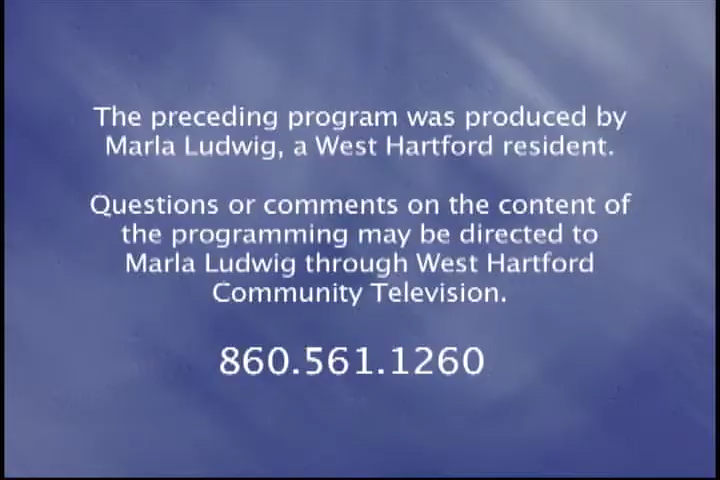 The preceding program was produced by
Marla Ludwig, a West Hartford resident.
Questions or comments on the content of
the programming may be directed to
Marla Ludwig through West Hartford
Community Television.
860.561.1260